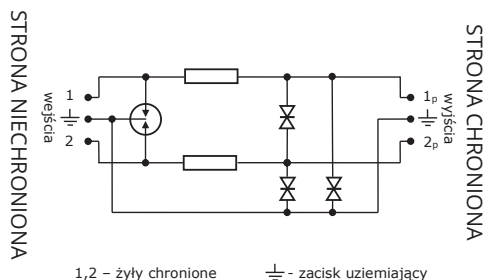 STRONA NIECHRONIONA
wejścia
1
2
1p
2p
wyjścia
STRONA CHRONIONA
1,2 – żyły chronione
- zacisk uziemiający